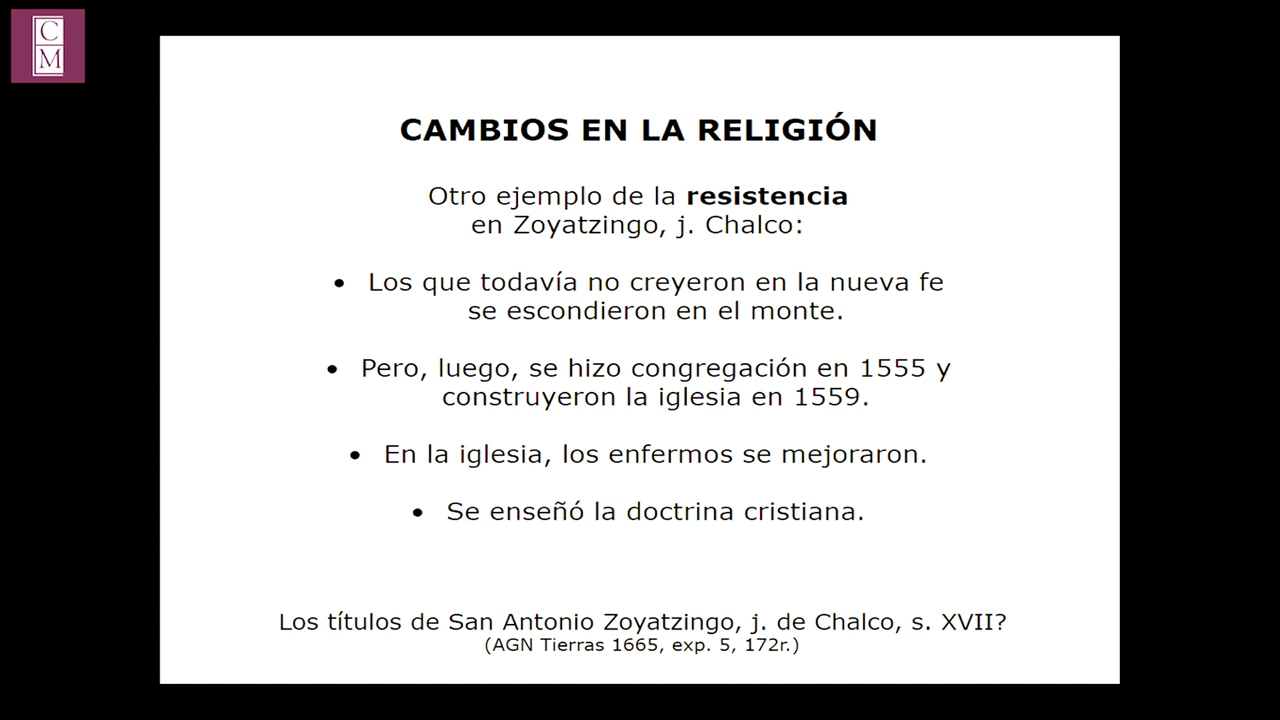 C
M
CAMBIOS EN LA RELIGIÓN
Otro ejemplo de la resistencia
en Zoyatzingo, j. Chalco:
• Los que todavía no creyeron en la nueva fe
se escondieron en el monte.
• Pero, luego, se hizo congregación en 1555 y
construyeron la iglesia en 1559.
• En la iglesia, los enfermos se mejoraron.
• Se enseñó la doctrina cristiana.
Los títulos de San Antonio Zoyatzingo, j. de Chalco, s. XVII?
(AGN Tierras 1665, exp. 5, 172r.)